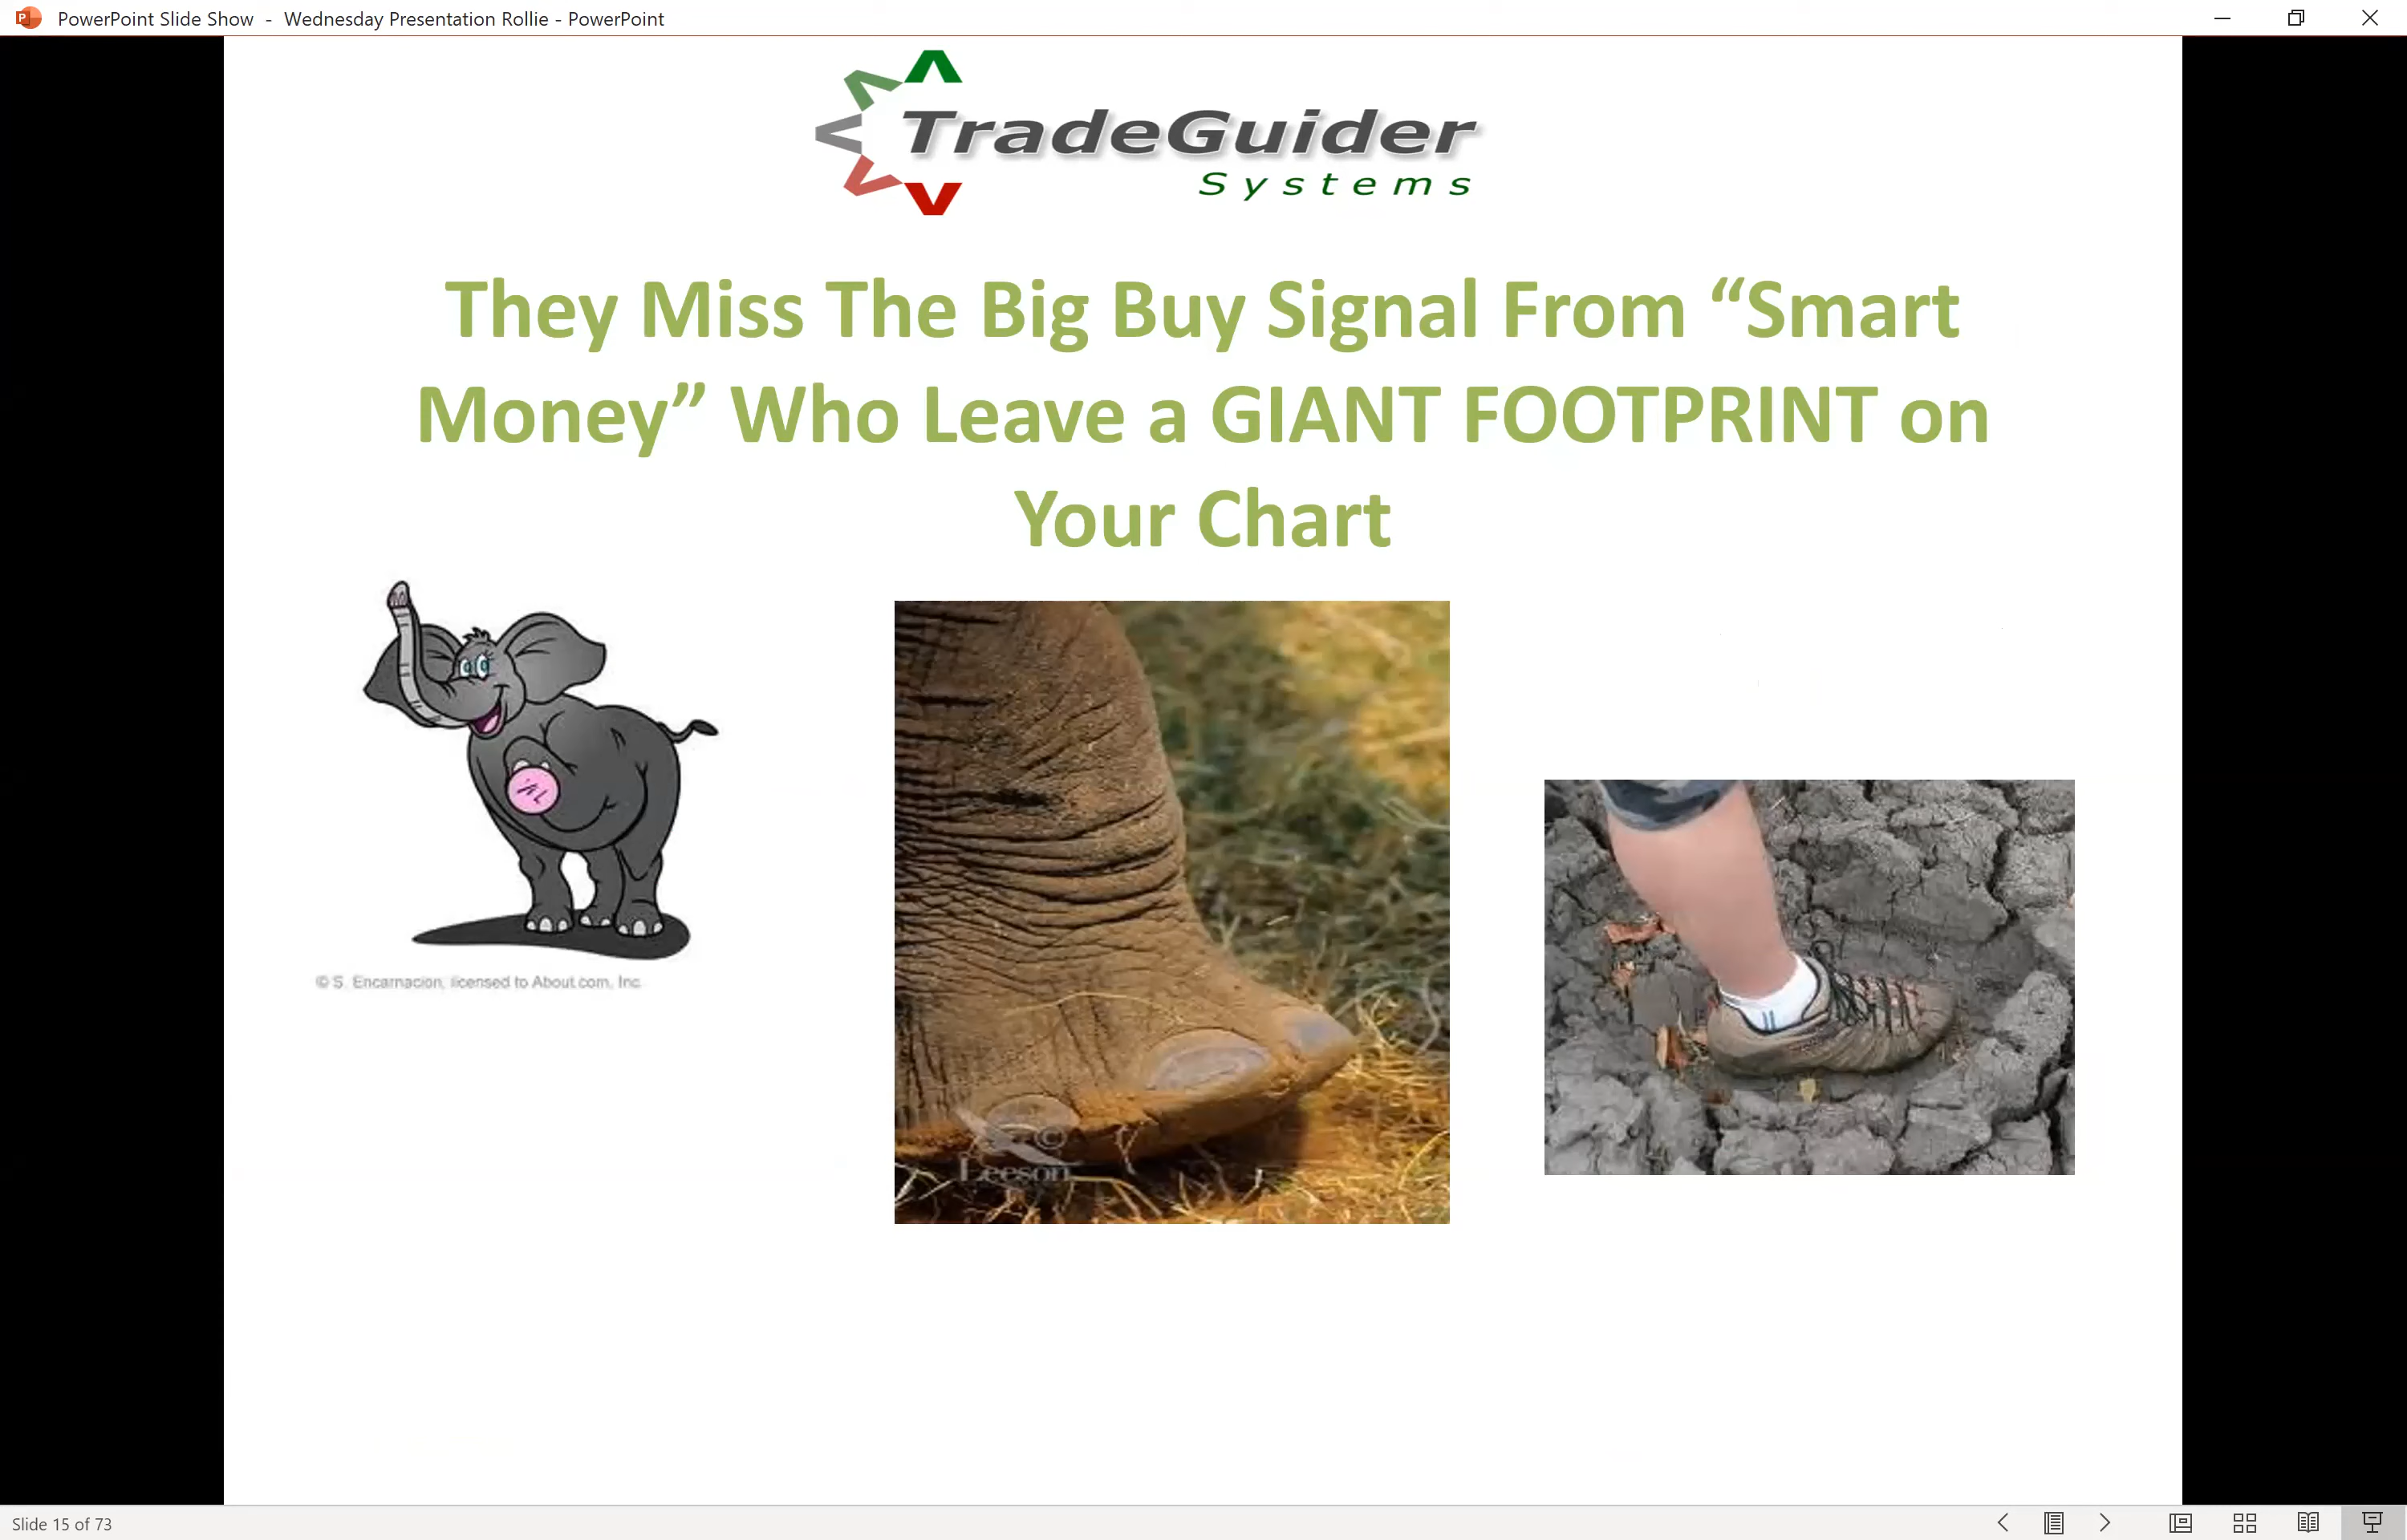 PowerPoint Slide Show - Wednesday Presentation Rollie - PowerPoint
TradeGuider
Systems
They Miss The Big Buy Signal From “Smart
Money” Who Leave a GIANT FOOTPRINT on
Your Chart
© S. Encarnacion, licensed to About.com, Inc.
©
Leeson
Slide 15 of 73